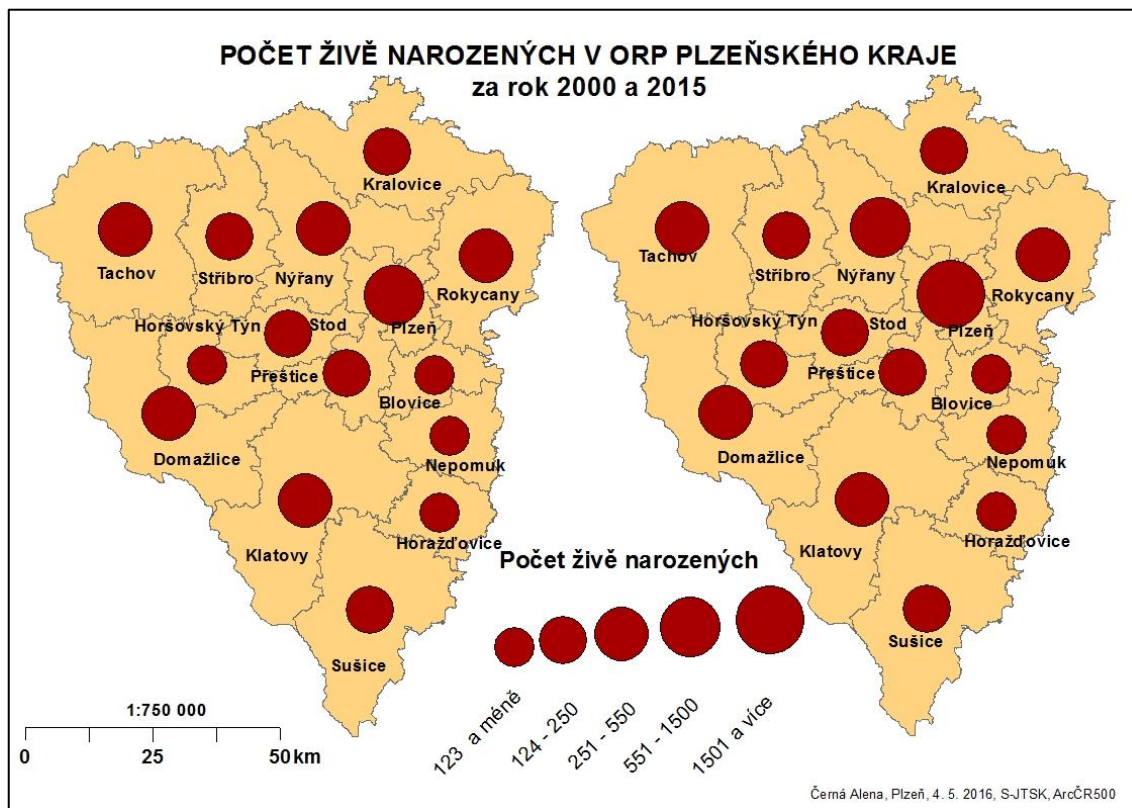 POČET ŽIVĚ NAROZENÝCH V ORP PLZEŇSKÉHO KRAJE
za rok 2000 a 2015
Kralovice
Tachov
Stříbro
Nýřany
Rokycany
Horšovský Týn
Stod
Plzeň
Přeštice
Blovice
Domažlice
Nepomuk
Horažďovice
Klatovy
Sušice
Kralovice
Tachov
Stříbro
Nýřany
Rokycany
Horšovský Týn
Stod
Plzeň
Přeštice
Blovice
Domažlice
Nepomuk
Horažďovice
Klatovy
Sušice
Počet živě narozených
123 a méně
124 - 250
251 - 550
551 - 1500
1501 a více
1:750 000
0 25 50 km
Černá Alena, Plzeň, 4. 5. 2016, S-JTSK, ArcČR500